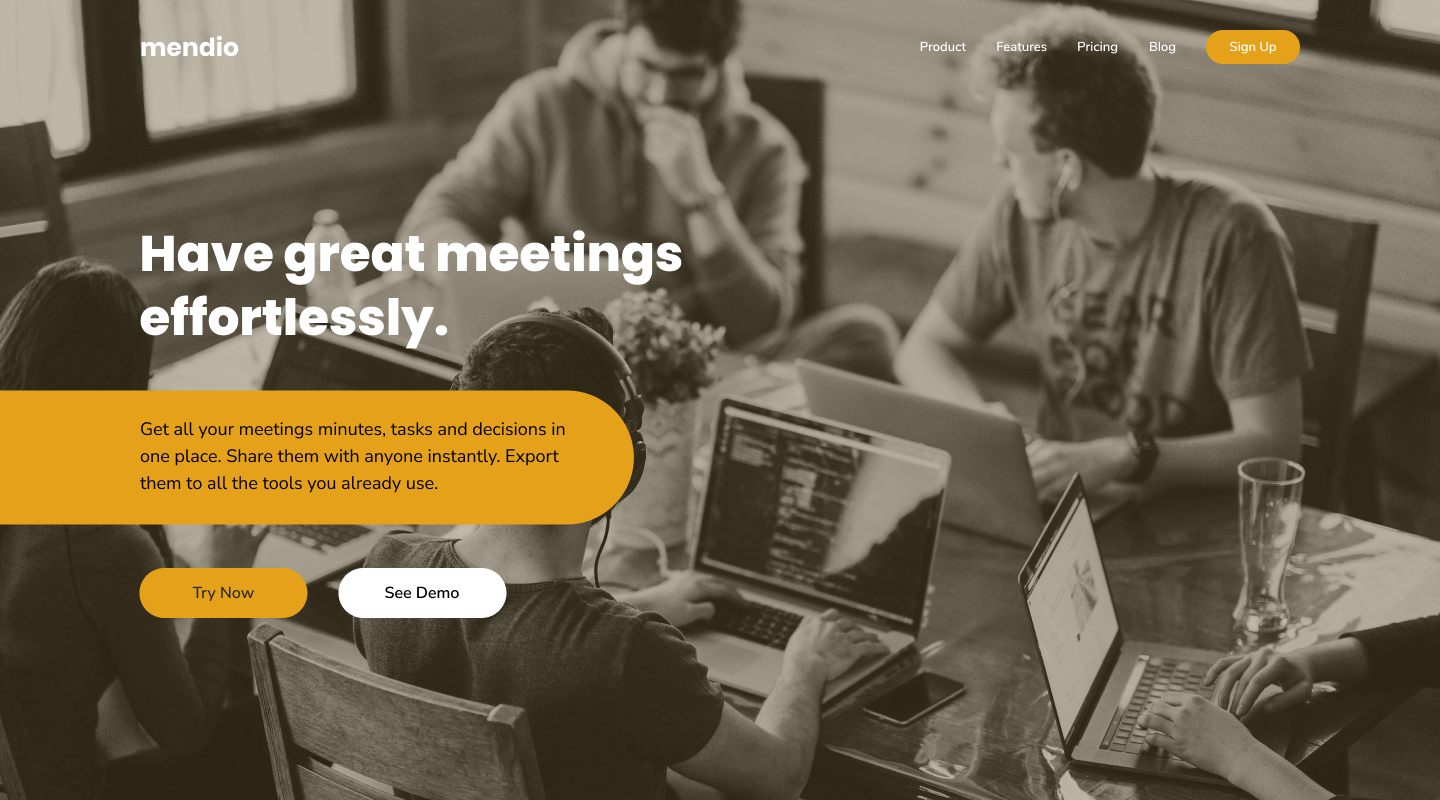 mendio
Product Features Pricing Blog Sign Up
Have great meetings
effortlessly.
Get all your meetings minutes, tasks and decisions in
one place. Share them with anyone instantly. Export
them to all the tools you already use.
Try Now See Demo